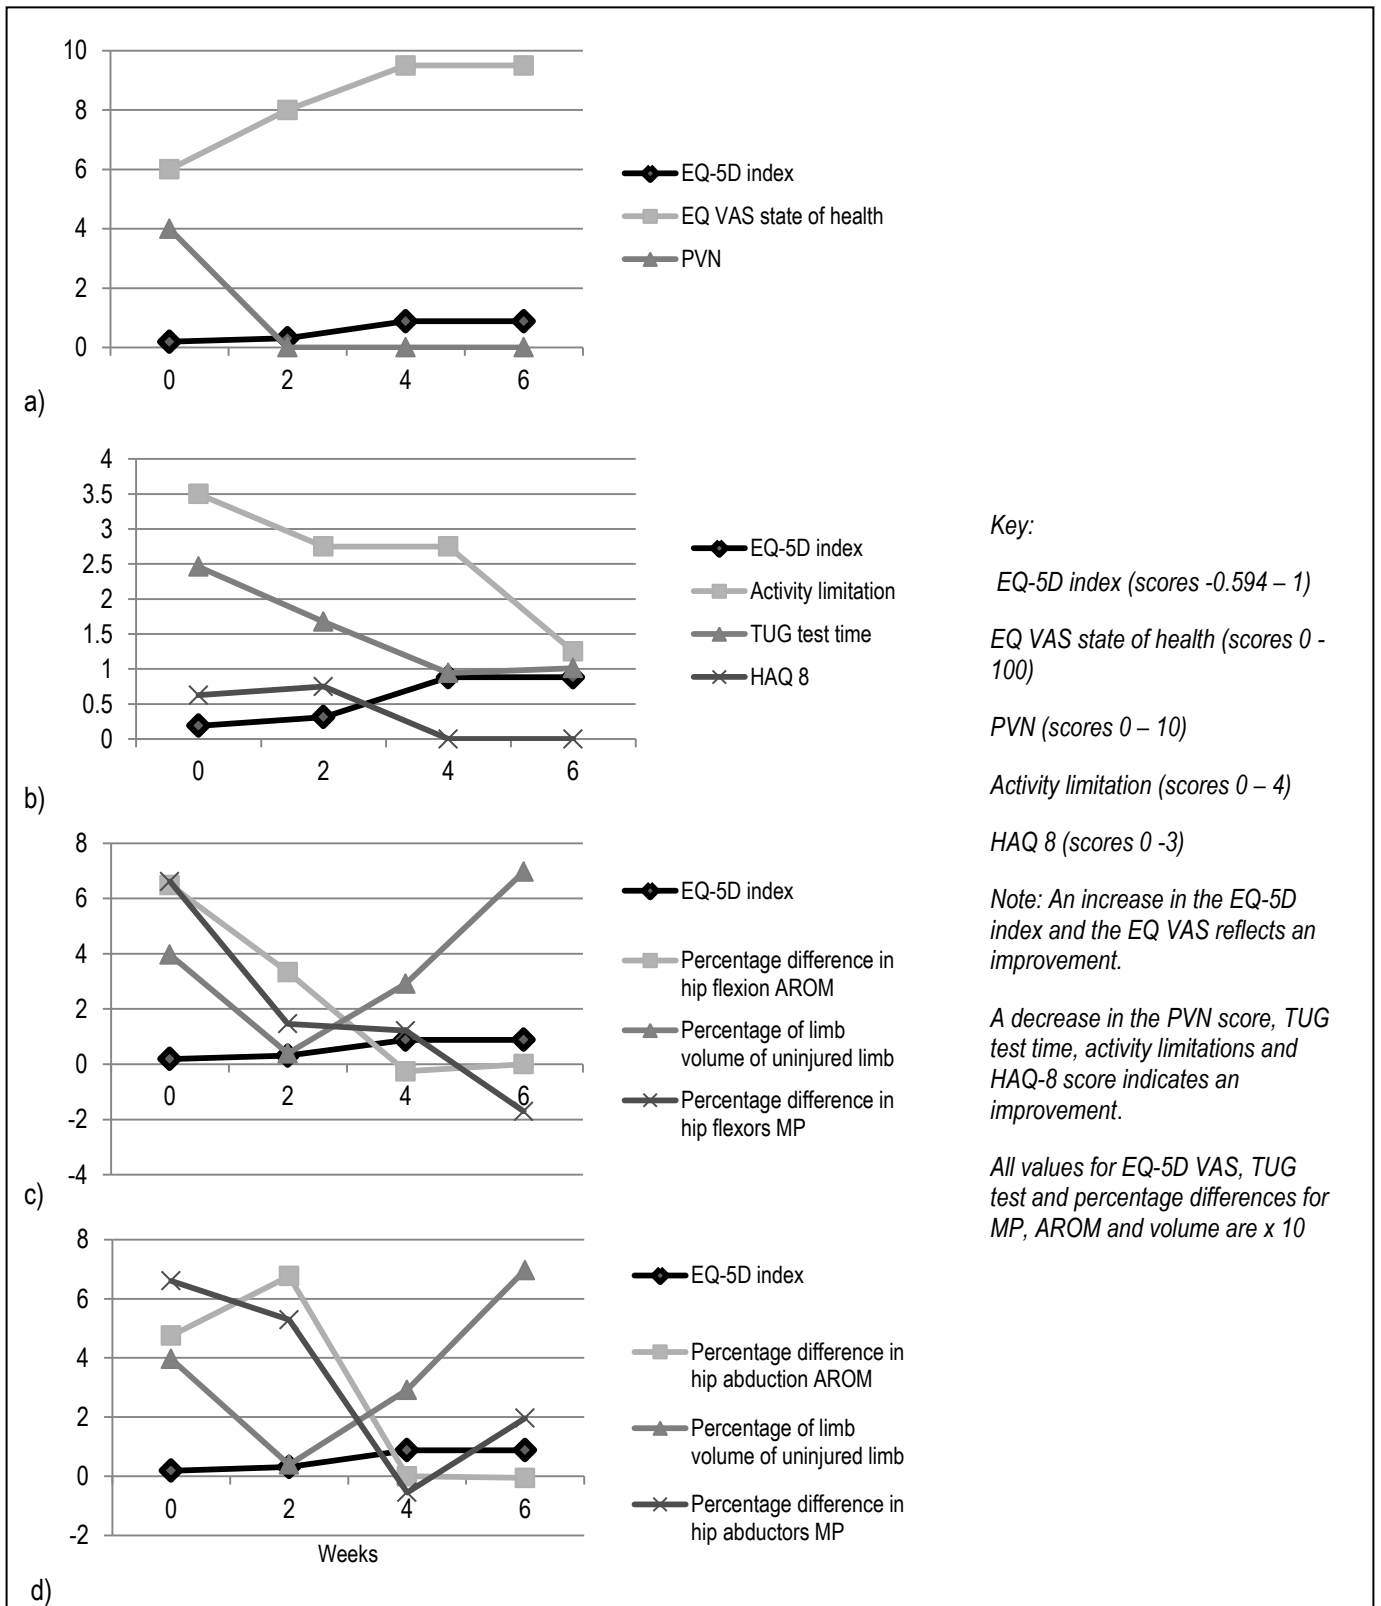 10
8
6
4
2
0
0 2 4 6
EQ-5D index
EQ VAS state of health
PVN
a)
4
3.5
3
2.5
2
1.5
1
0.5
0
0 2 4 6
EQ-5D index
Activity limitation
TUG test time
HAQ 8
b)
8
6
4
2
0
-2
-4
0 2 4 6
EQ-5D index
Percentage difference in
hip flexion AROM
Percentage of limb
volume of uninjured limb
Percentage difference in
hip flexors MP
c)
8
6
4
2
0
-2
0 2 4 6
Weeks
EQ-5D index
Percentage difference in
hip abduction AROM
Percentage of limb
volume of uninjured limb
Percentage difference in
hip abductors MP
d)
Key:
EQ-5D index (scores -0.594 – 1)
EQ VAS state of health (scores 0 -
100)
PVN (scores 0 – 10)
Activity limitation (scores 0 – 4)
HAQ 8 (scores 0 -3)
Note: An increase in the EQ-5D
index and the EQ VAS reflects an
improvement.
A decrease in the PVN score, TUG
test time, activity limitations and
HAQ-8 score indicates an
improvement.
All values for EQ-5D VAS, TUG
test and percentage differences for
MP, AROM and volume are x 10